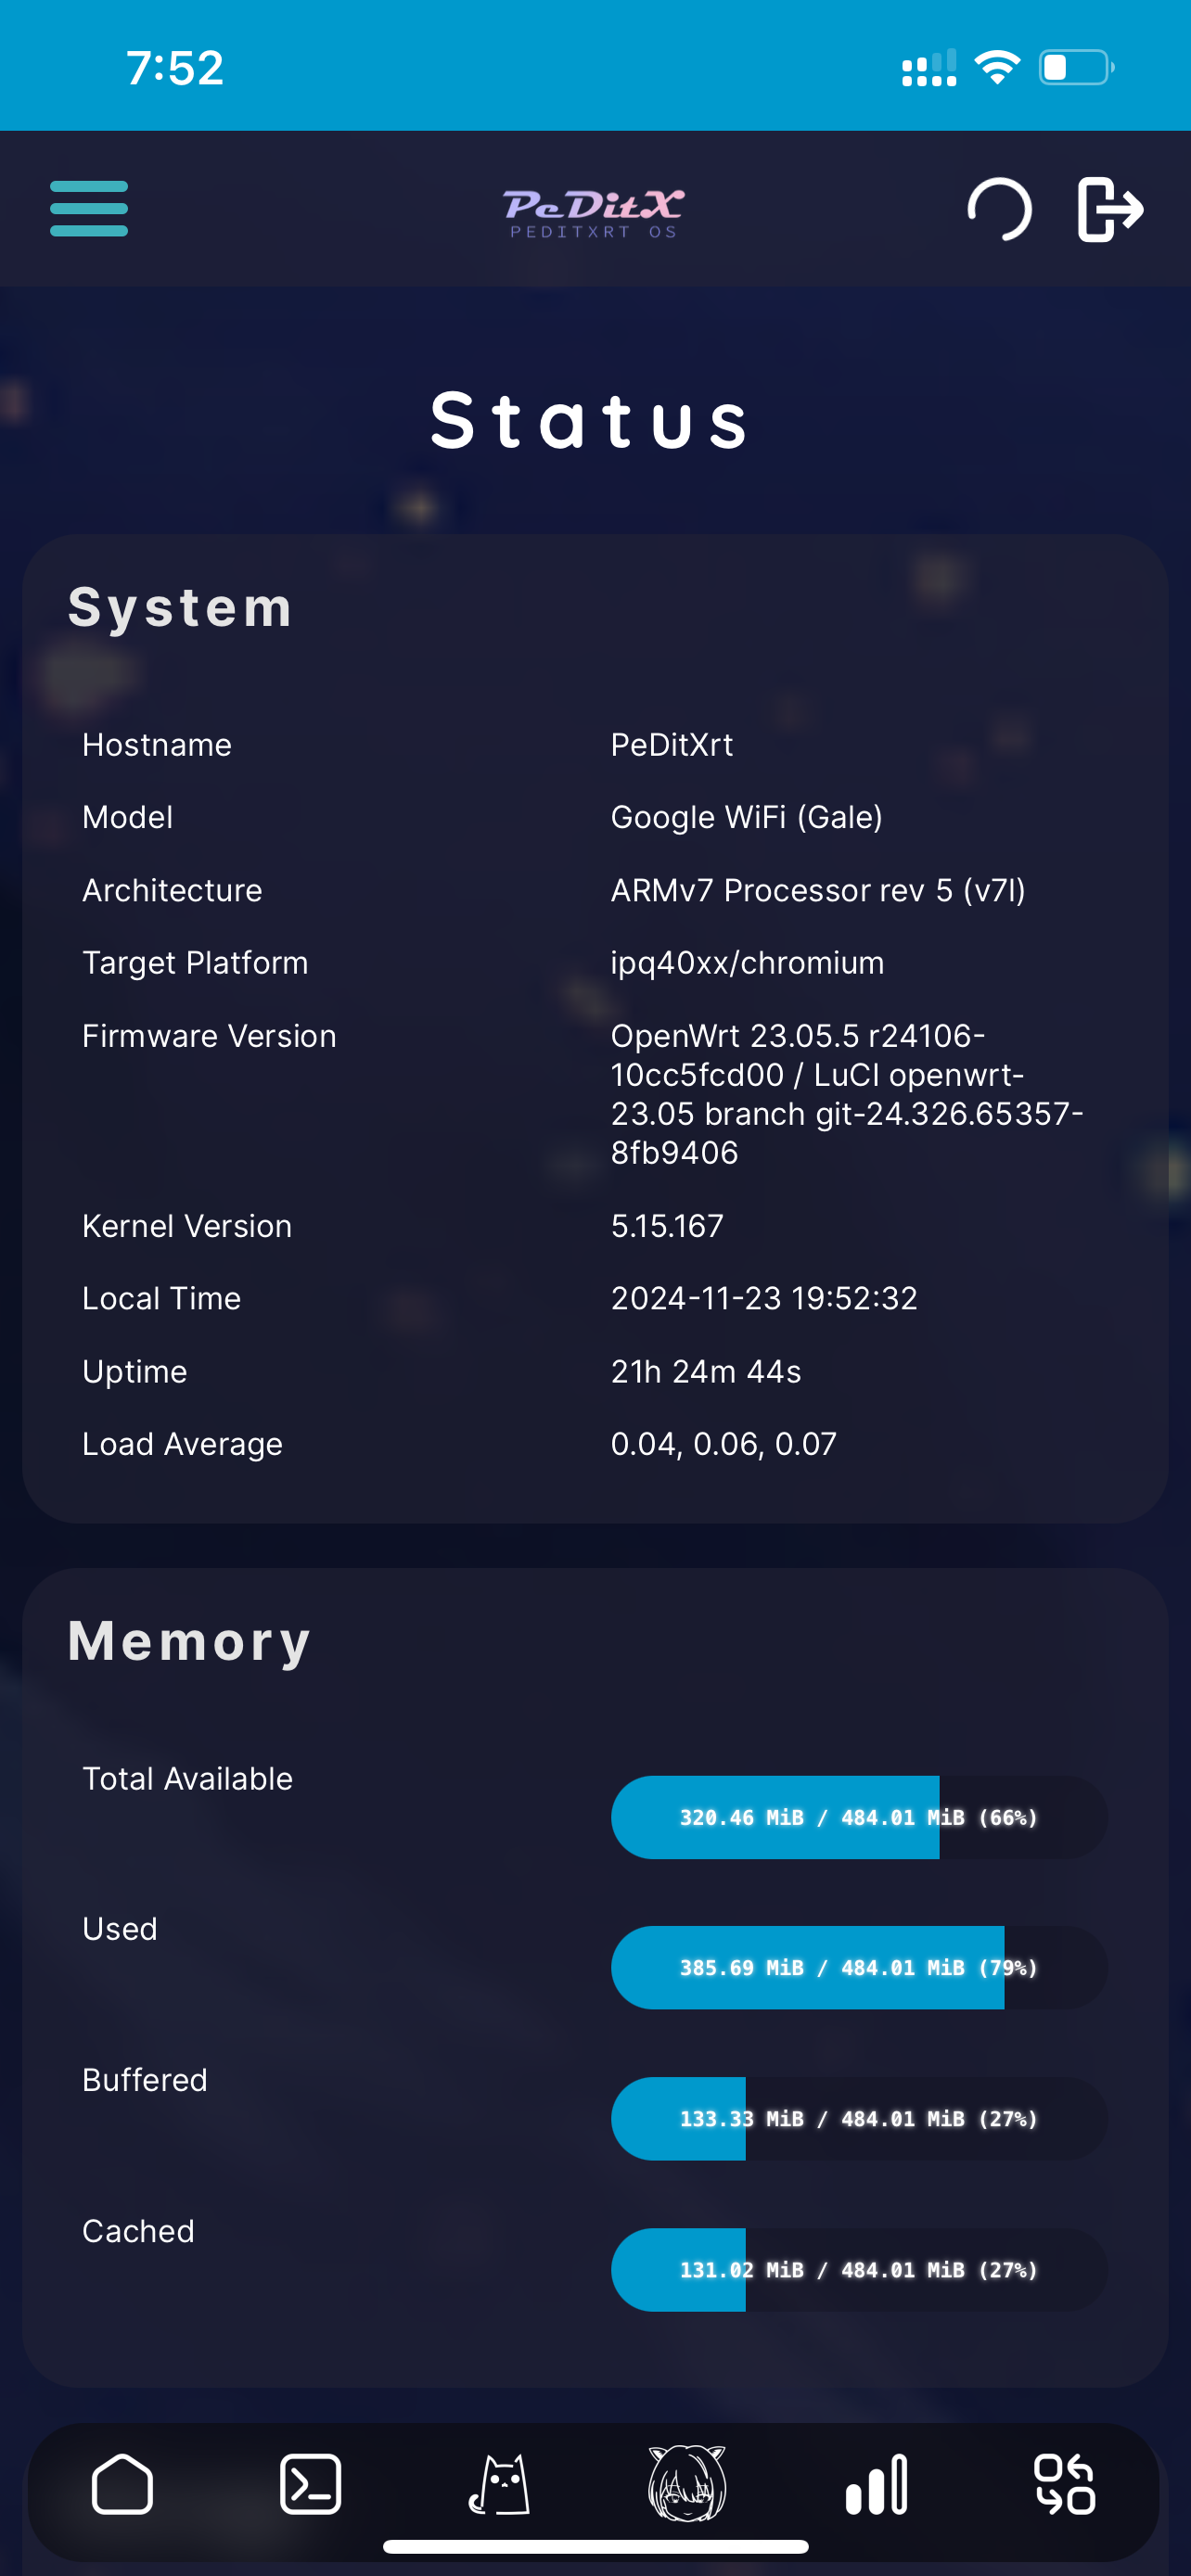 7:52
PeDitX
PEDITXRT OS
Status
System
Hostname PeDitXrt
Model Google WiFi (Gale)
Architecture ARMv7 Processor rev 5 (v7l)
Target Platform ipq40xx/chromium
Firmware Version OpenWrt 23.05.5 r24106-
10cc5fcd00 / LuCI openwrt-
23.05 branch git-24.326.65357-
8fb9406
Kernel Version 5.15.167
Local Time 2024-11-23 19:52:32
Uptime 21h 24m 44s
Load Average 0.04, 0.06, 0.07
Memory
Total Available 320.46 MiB / 484.01 MiB (66%)
Used 385.69 MiB / 484.01 MiB (79%)
Buffered 133.33 MiB / 484.01 MiB (27%)
Cached 131.02 MiB / 484.01 MiB (27%)